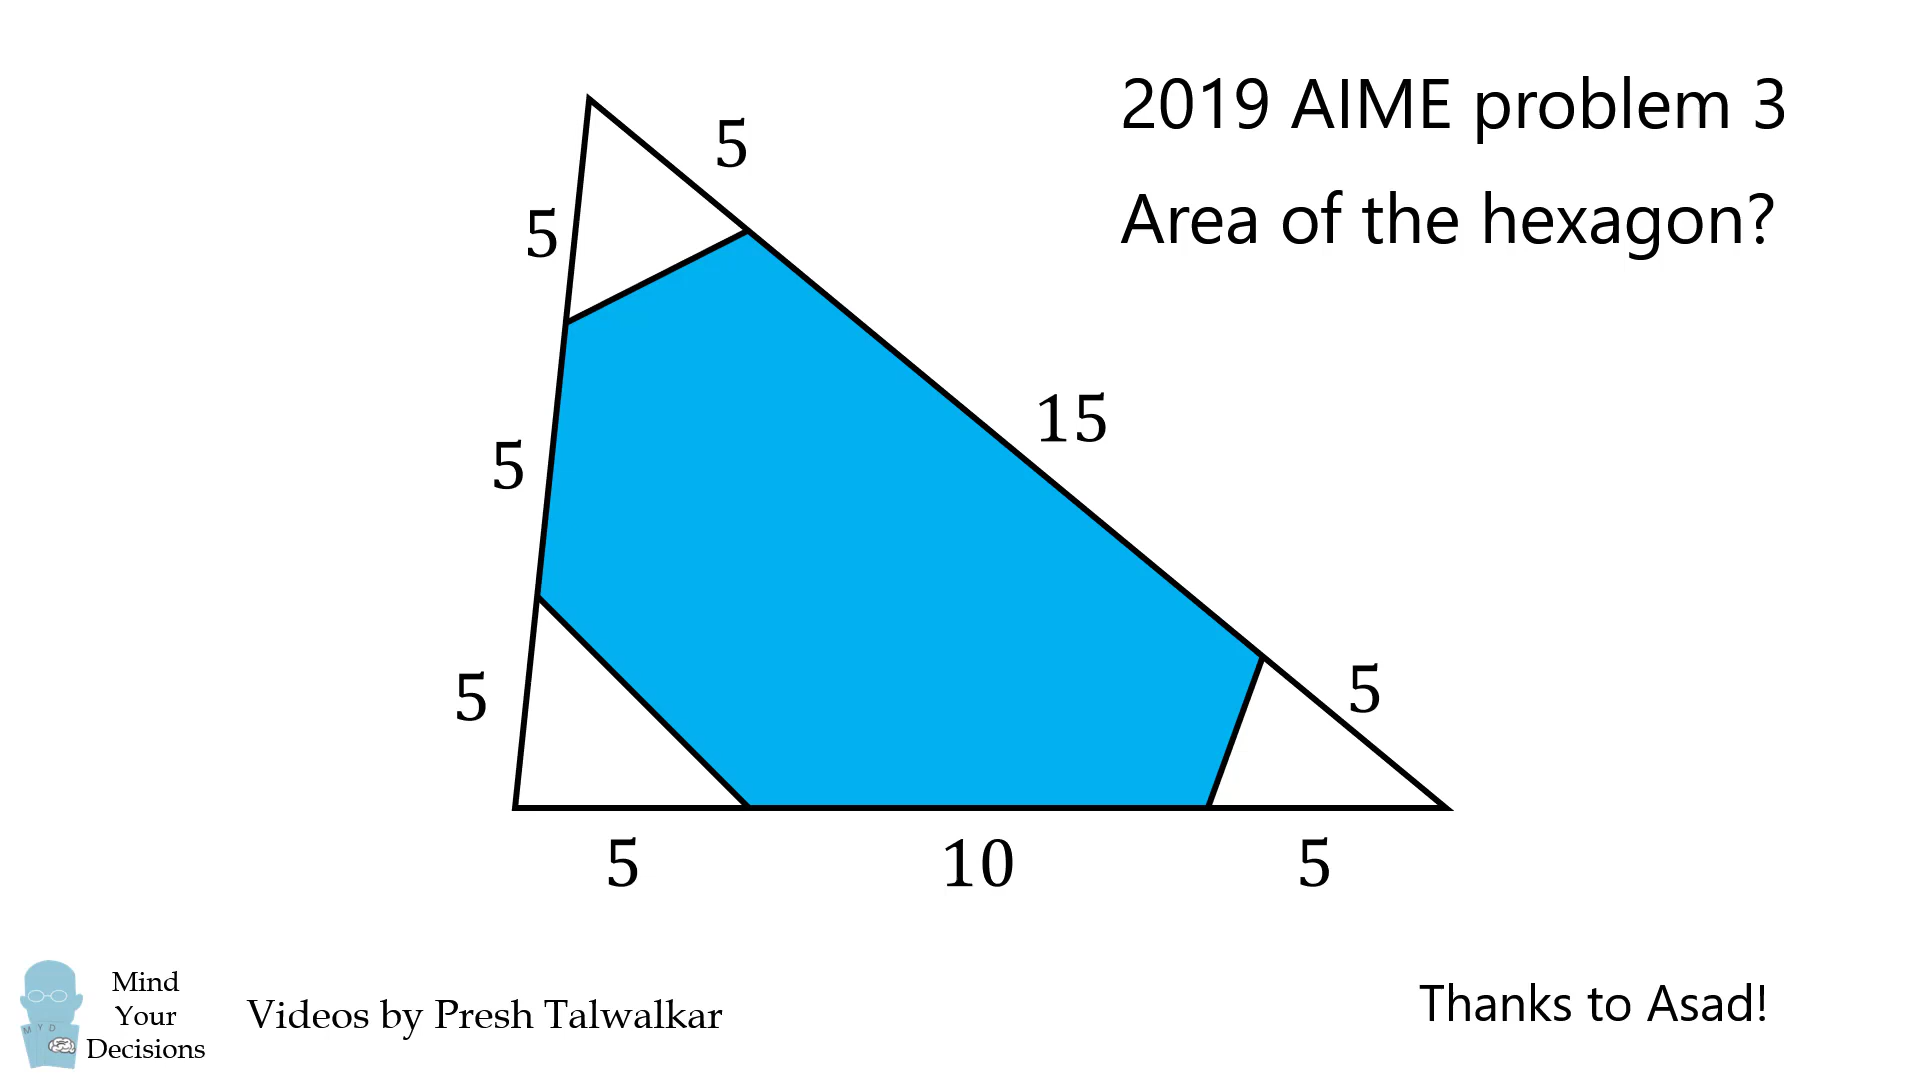 2019 AIME problem 3
Area of the hexagon?
5
5
15
5
5
5
5
10
5
Mind
Your
Decisions
M Y D
Videos by Presh Talwalkar
Thanks to Asad!